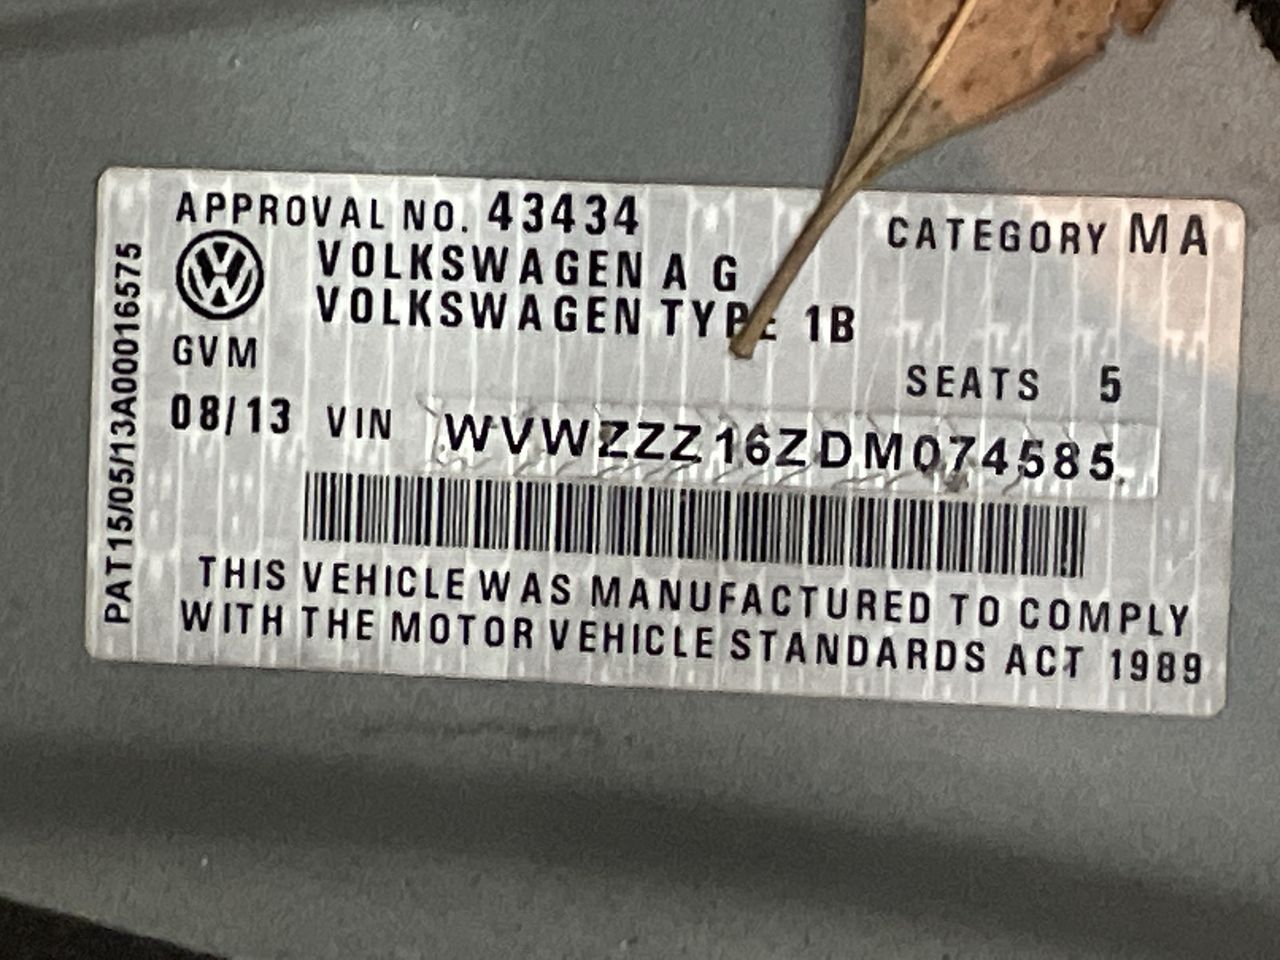 APPROVAL NO. 43434 CATEGORY MA
VOLKSWAGEN A G
VOLKSWAGEN TYPE 1B
GVM
SEATS 5
08/13 VIN WVWZZZ16ZDM074585
THIS VEHICLE WAS MANUFACTURED TO COMPLY
WITH THE MOTOR VEHICLE STANDARDS ACT 1989
PAT15/05/13A00016575